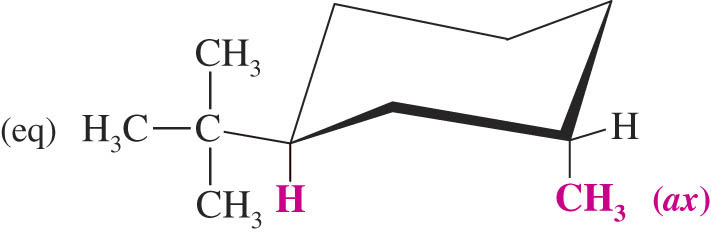 CH₃
(eq) H₃C C H
CH₃ H CH₃ (ax)